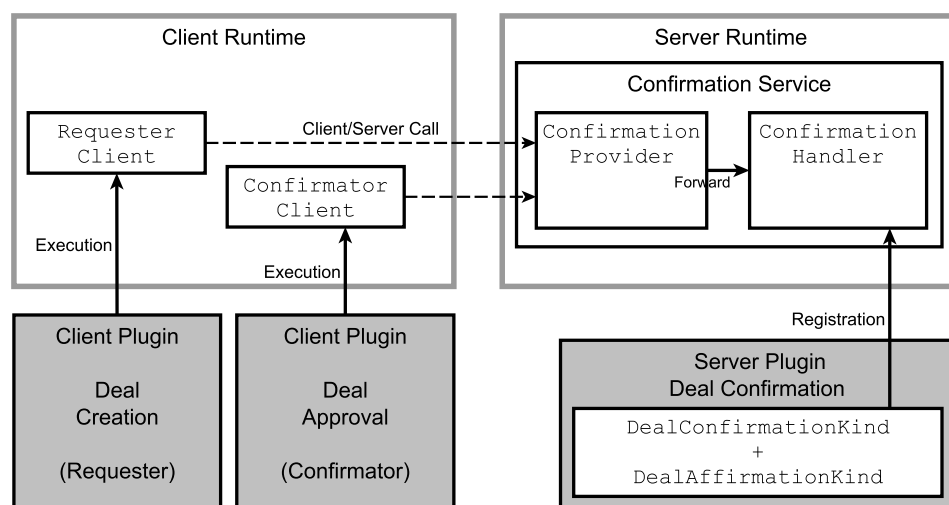 Client Runtime
Requester
Client
Client/Server Call
Confirmator
Client
Execution
Execution
Client Plugin
Deal
Creation
(Requester)
Client Plugin
Deal
Approval
(Confirmator)
Server Runtime
Confirmation Service
Confirmation
Provider
Forward
Confirmation
Handler
Registration
Server Plugin
Deal Confirmation
DealConfirmationKind
+
DealAffirmationKind